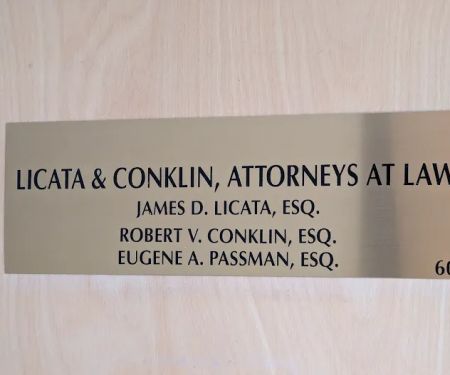 LICATA & CONKLIN, ATTORNEYS AT LAW
JAMES D. LICATA, ESQ.
ROBERT V. CONKLIN, ESQ.
EUGENE A. PASSMAN, ESQ.